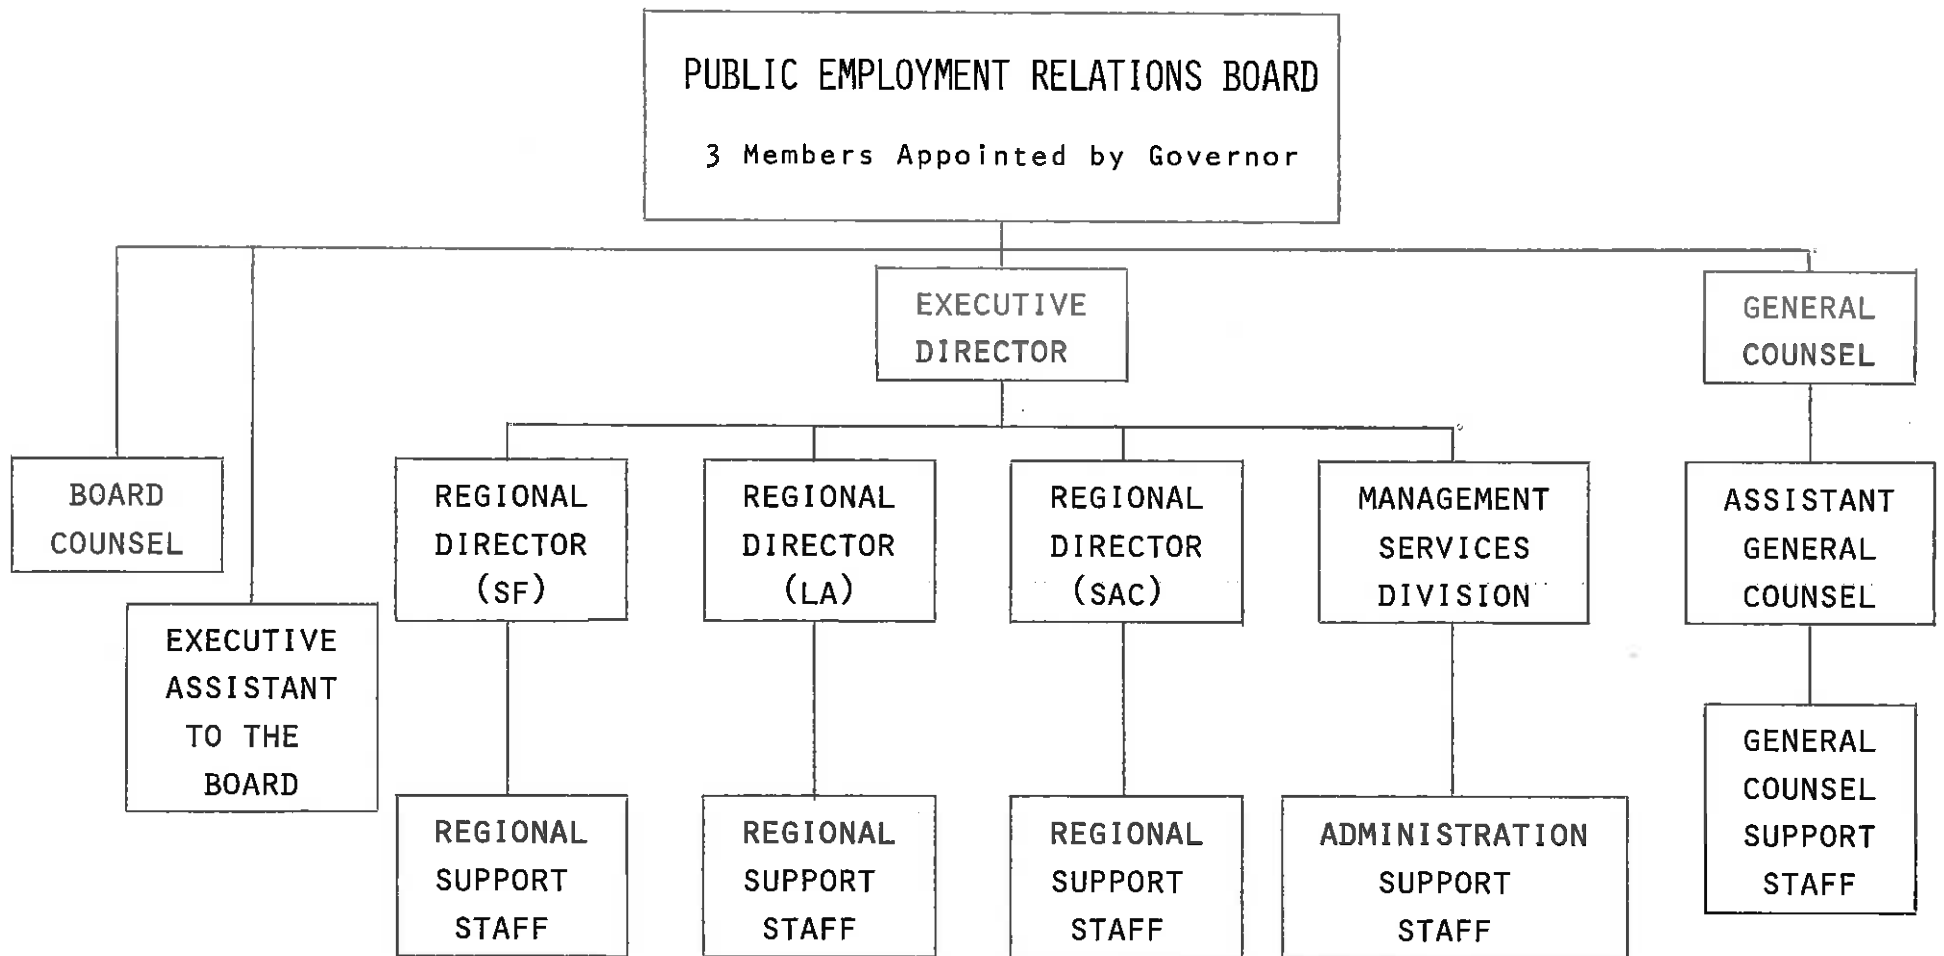 PUBLIC EMPLOYMENT RELATIONS BOARD
3 Members Appointed by Governor
EXECUTIVE
DIRECTOR
GENERAL
COUNSEL
BOARD
COUNSEL
EXECUTIVE
ASSISTANT
TO THE
BOARD
REGIONAL
DIRECTOR
(SF)
REGIONAL
DIRECTOR
(LA)
REGIONAL
DIRECTOR
(SAC)
MANAGEMENT
SERVICES
DIVISION
ASSISTANT
GENERAL
COUNSEL
REGIONAL
SUPPORT
STAFF
REGIONAL
SUPPORT
STAFF
REGIONAL
SUPPORT
STAFF
ADMINISTRATION
SUPPORT
STAFF
GENERAL
COUNSEL
SUPPORT
STAFF